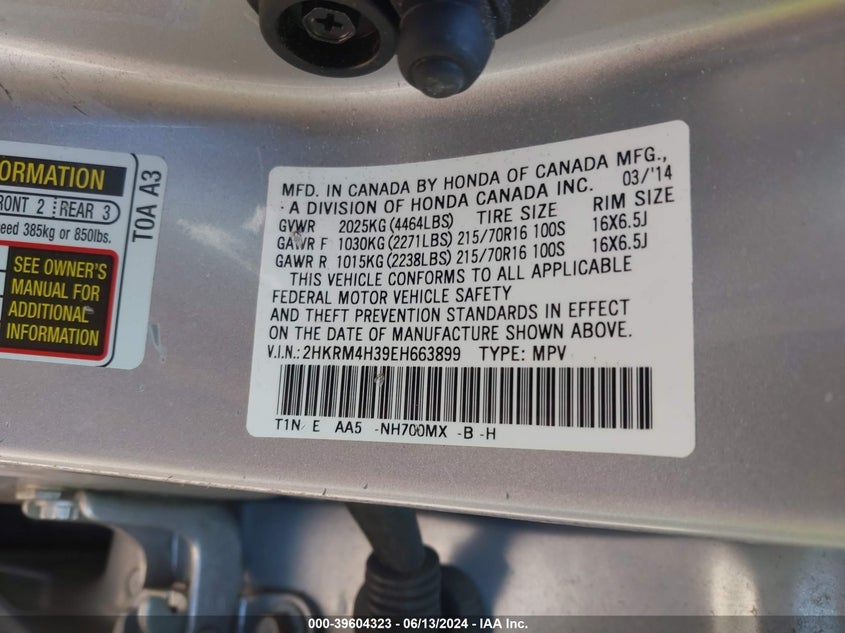 ORMATION
RONT 2 REAR 3
eed 385kg or 850lbs.
SEE OWNER'S
MANUAL FOR
ADDITIONAL
INFORMATION
T0A A3
MFD. IN CANADA BY HONDA OF CANADA MFG.,
A DIVISION OF HONDA CANADA INC. 03/'14
GVWR 2025KG (4464LBS) TIRE SIZE RIM SIZE
GAWR F 1030KG (2271LBS) 215/70R16 100S 16X6.5J
GAWR R 1015KG (2238LBS) 215/70R16 100S 16X6.5J
THIS VEHICLE CONFORMS TO ALL APPLICABLE
FEDERAL MOTOR VEHICLE SAFETY
AND THEFT PREVENTION STANDARDS IN EFFECT
ON THE DATE OF MANUFACTURE SHOWN ABOVE.
V.I.N.: 2HKRM4H39EH663899 TYPE: MPV
T1N E AA5 -NH700MX -B -H
000-39604323 - 06/13/2024 - IAA Inc.